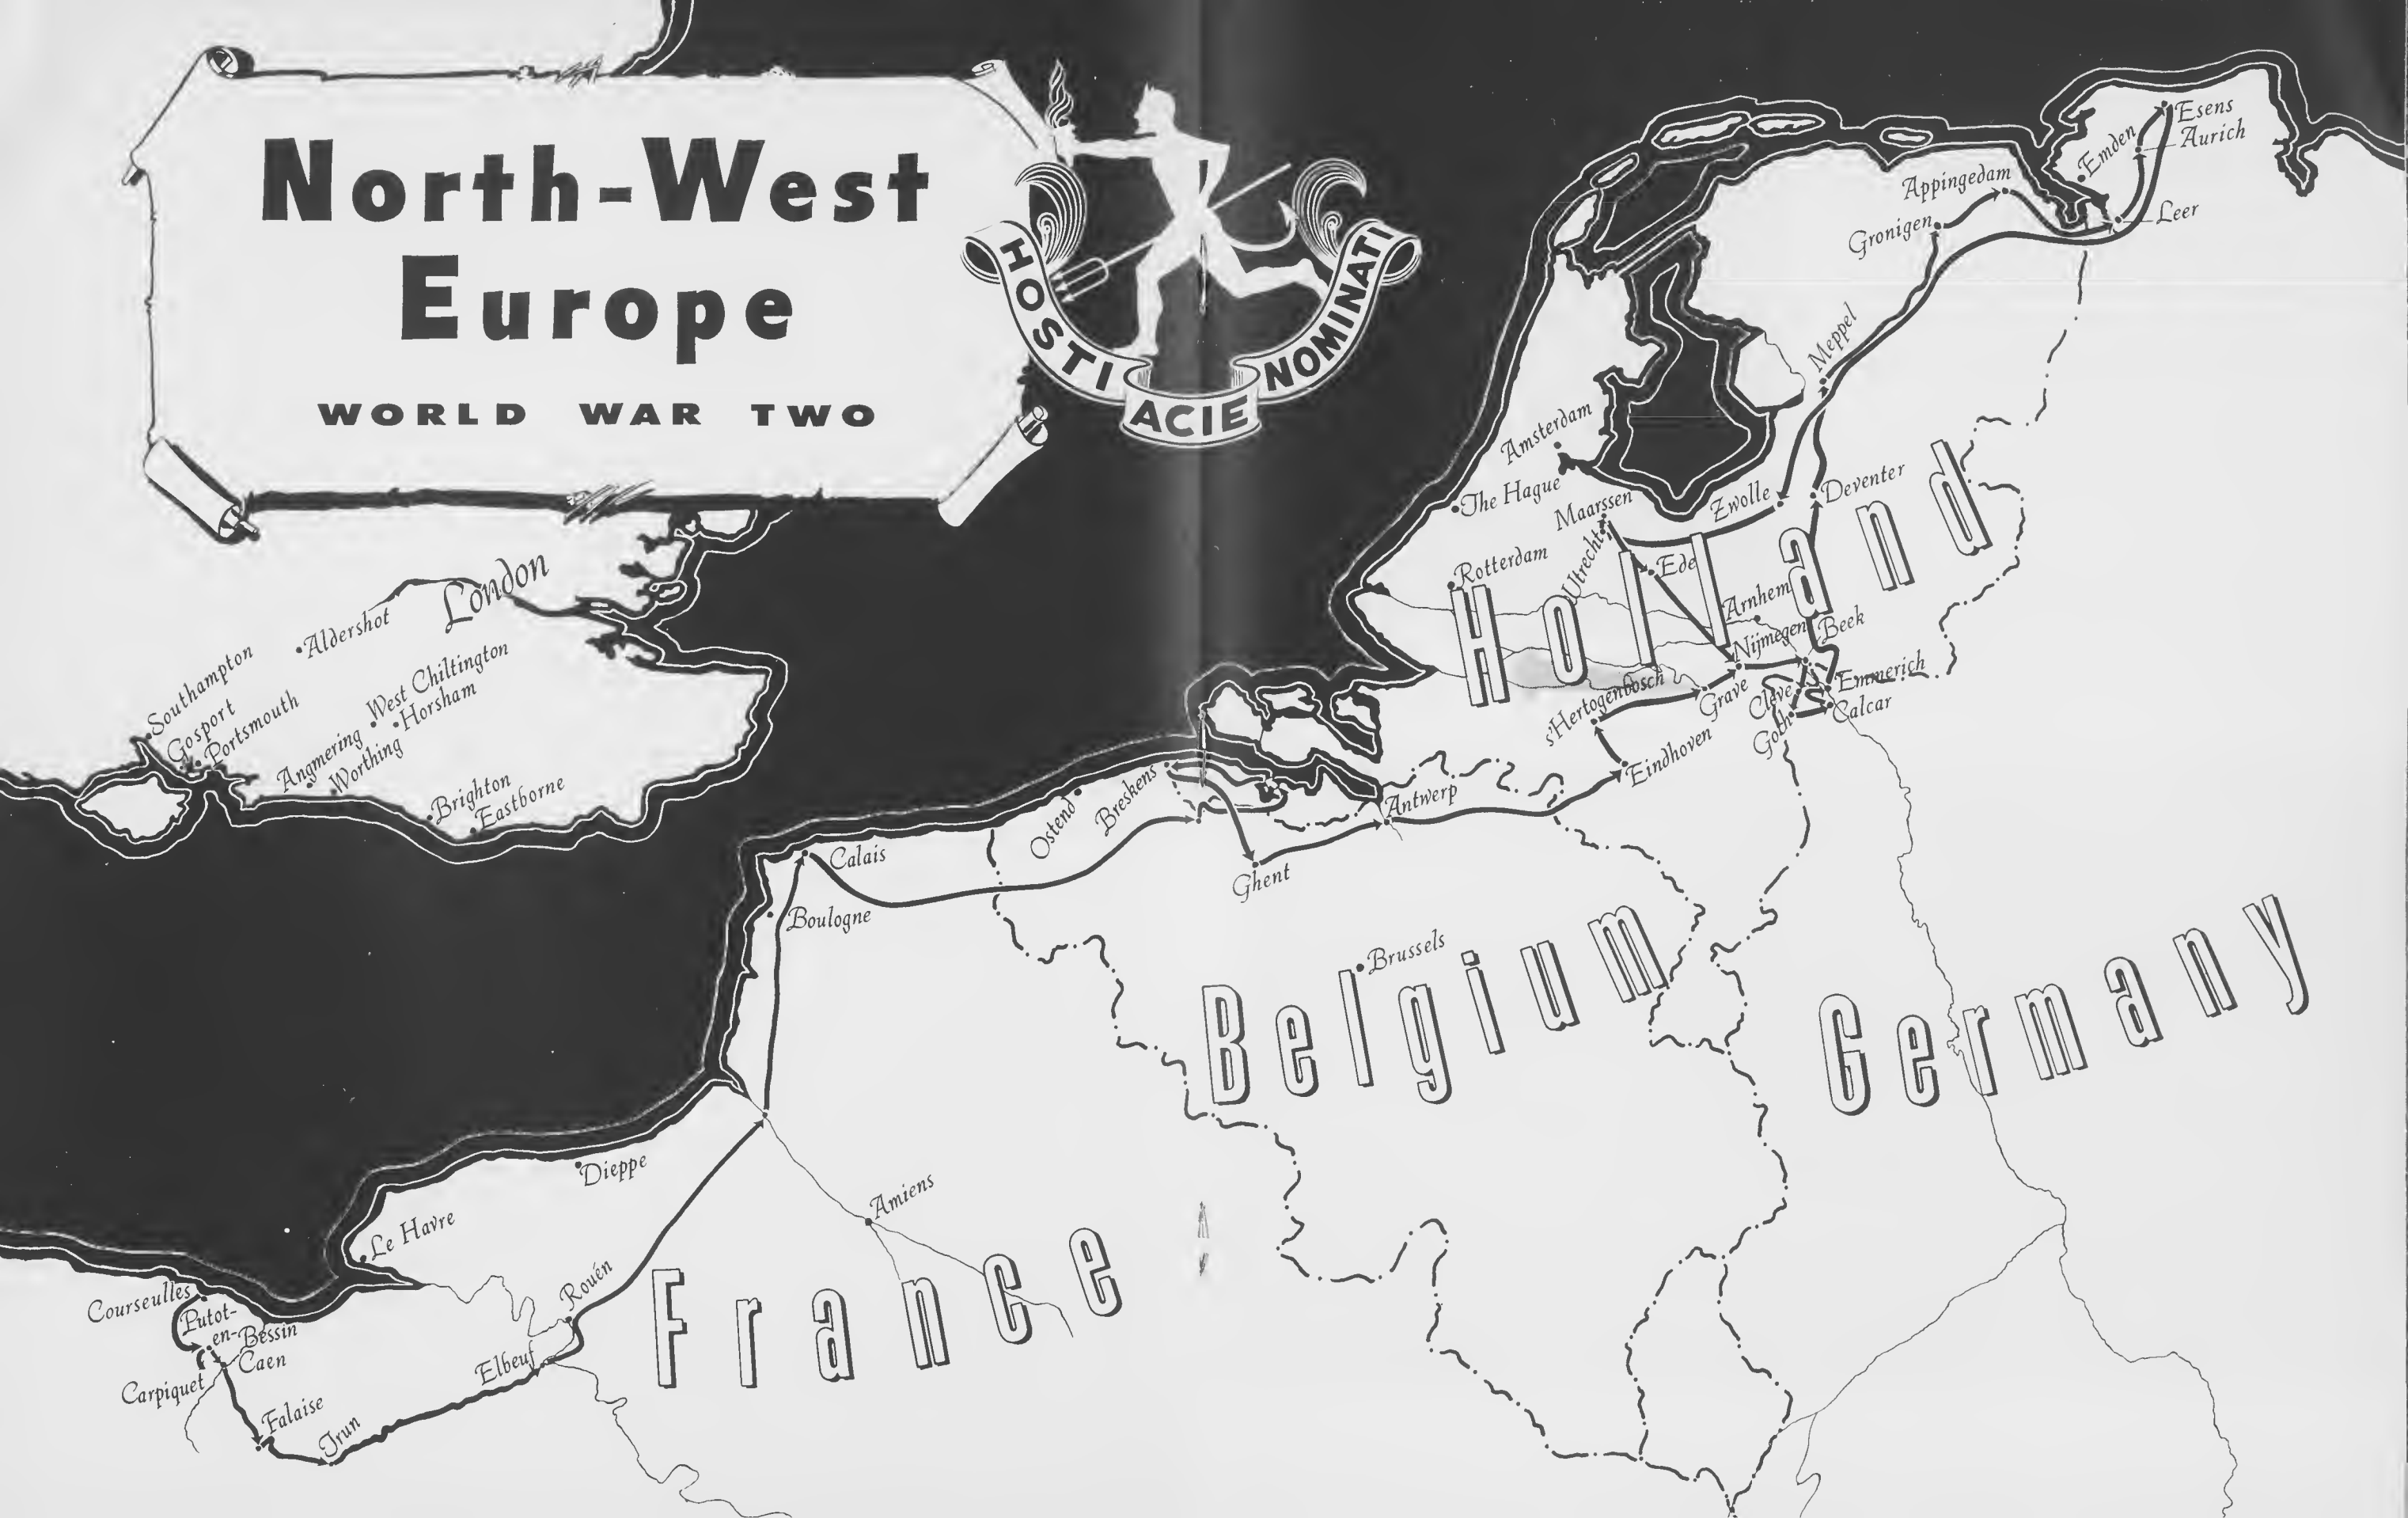 North-West
Europe
WORLD WAR TWO
HOSTI ACIE NOMINATI
Esens
Aurich
Emden
Appingedam
Leer
Gronigen
Meppel
Amsterdam
The Hague
Maarssen
Zwolle
Deventer
Utrecht
Ede
Rotterdam
Holland
Arnhem
Nijmegen
Beek
Emmerich
Grave
Cleve
Calcar
s'Hertogenbosch
Goth
Eindhoven
London
Aldershot
Southampton
Gosport
Portsmouth
West Chiltington
Horsham
Angmering
Worthing
Brighton
Eastborne
Breskens
Ostend
Antwerp
Ghent
Calais
Boulogne
Brussels
Belgium
Germany
Dieppe
Amiens
Le Havre
France
Rouén
Courseulles
Putot-
en-Bessin
Caen
Carpiquet
Elbeuf
Falaise
Trun